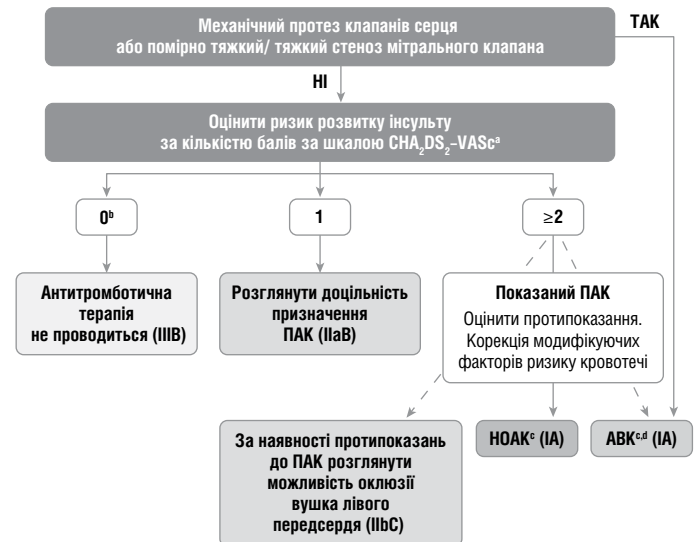 Механічний протез клапанів серця
або помірно тяжкий/ тяжкий стеноз мітрального клапана
ТАК
НІ
Оцінити ризик розвитку інсульту
за кількістю балів за шкалою CHA₂DS₂-VAScᵃ
0ᵇ
1
≥2
Антитромботична
терапія
не проводиться (IIIB)
Розглянути доцільність
призначення
ПАК (IIaB)
Показаний ПАК
Оцінити протипоказання.
Корекція модифікуючих
факторів ризику кровотечі
За наявності протипоказань
до ПАК розглянути
можливість оклюзії
вушка лівого
передсердя (IIbC)
НОАКᶜ (IA)
АВКᶜ,ᵈ (IA)